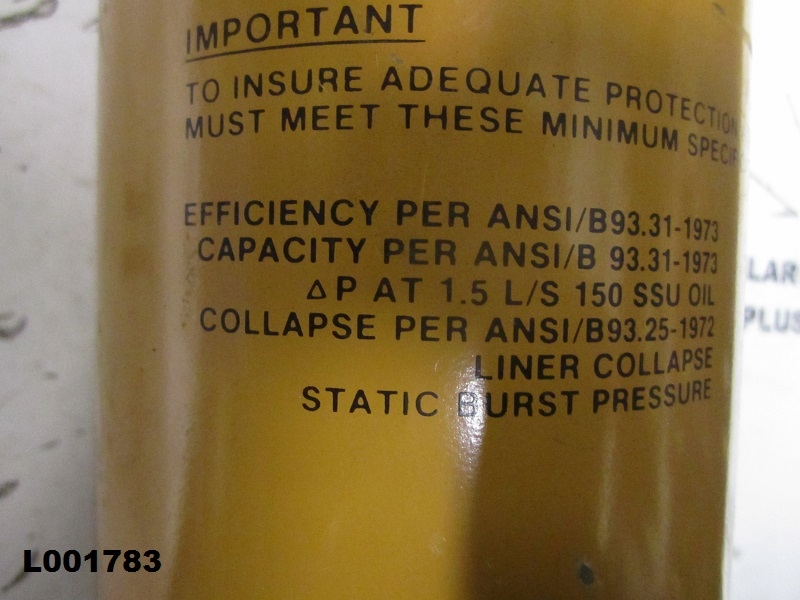 IMPORTANT
TO INSURE ADEQUATE PROTECTION
MUST MEET THESE MINIMUM
EFFICIENCY PER ANSI/B93.31-1973
CAPACITY PER ANSI/B 93.31-1973
ΔP AT 1.5 L/S 150 SSU OIL
COLLAPSE PER ANSI/B93.25-1972
LINER COLLAPSE
STATIC BURST PRESSURE
PLUS
L001783